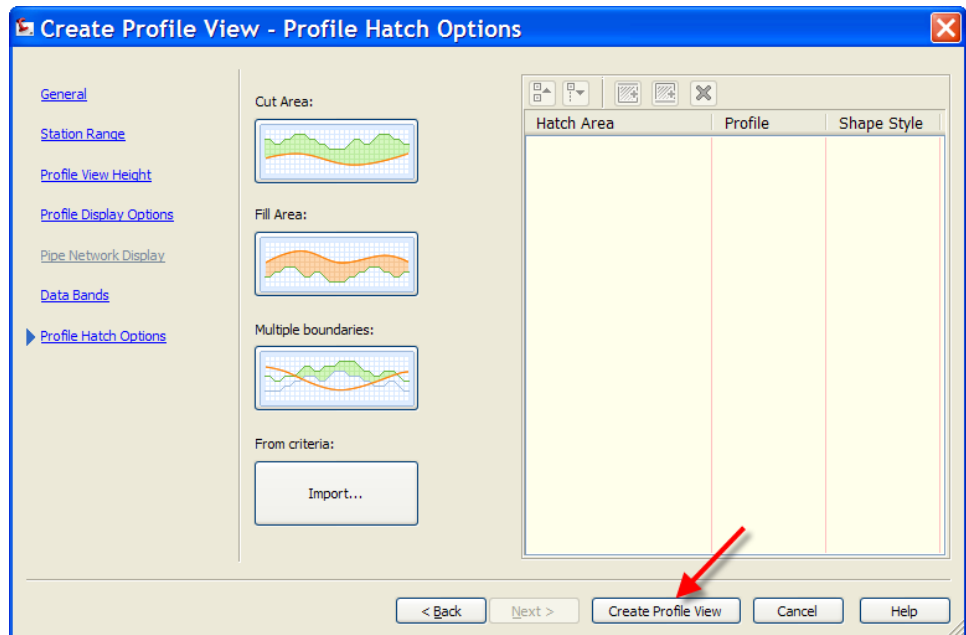 Create Profile View - Profile Hatch Options
General
Station Range
Profile View Height
Profile Display Options
Pipe Network Display
Data Bands
Profile Hatch Options
Cut Area:
Fill Area:
Multiple boundaries:
From criteria:
Import...
Hatch Area Profile Shape Style
< Back Next > Create Profile View Cancel Help